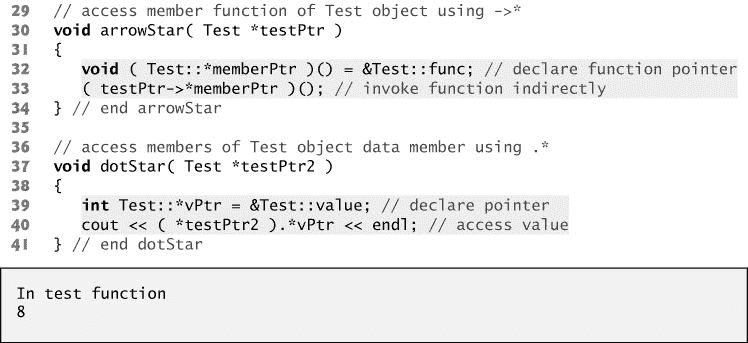 29 // access member function of Test object using ->*
30 void arrowStar( Test *testPtr )
31 {
32 void ( Test::*memberPtr )() = &Test::func; // declare function pointer
33 ( testPtr->*memberPtr )(); // invoke function indirectly
34 } // end arrowStar
35
36 // access members of Test object data member using .*
37 void dotStar( Test *testPtr2 )
38 {
39 int Test::*vPtr = &Test::value; // declare pointer
40 cout << ( *testPtr2 ).*vPtr << endl; // access value
41 } // end dotStar
In test function
8